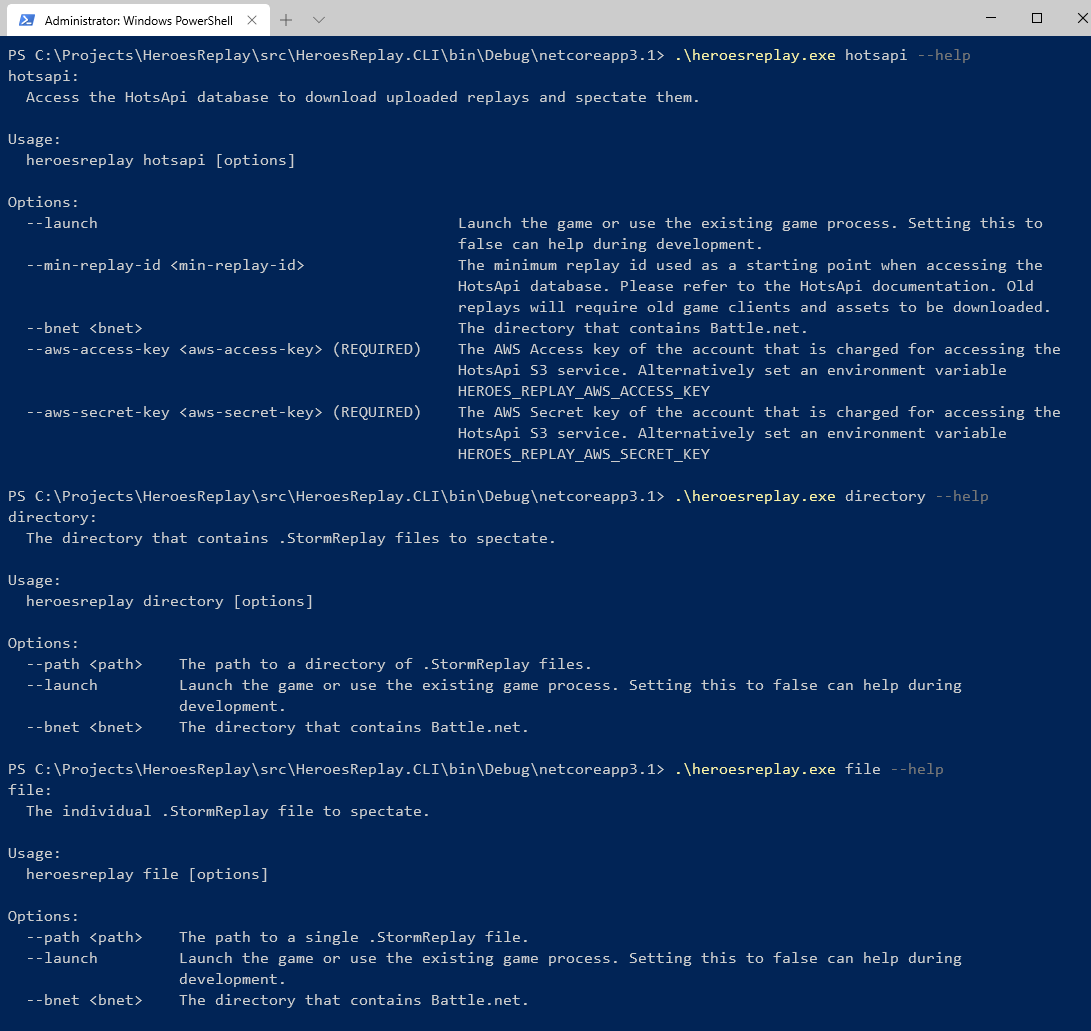 Administrator: Windows PowerShell
PS C:\Projects\HeroesReplay\src\HeroesReplay.CLI\bin\Debug\netcoreapp3.1> .\heroesreplay.exe hotsapi --help
hotsapi:
  Access the HotsApi database to download uploaded replays and spectate them.

Usage:
  heroesreplay hotsapi [options]

Options:
  --launch                                        Launch the game or use the existing game process. Setting this to
                                                  false can help during development.
  --min-replay-id <min-replay-id>                 The minimum replay id used as a starting point when accessing the
                                                  HotsApi database. Please refer to the HotsApi documentation. Old
                                                  replays will require old game clients and assets to be downloaded.
  --bnet <bnet>                                   The directory that contains Battle.net.
  --aws-access-key <aws-access-key> (REQUIRED)    The AWS Access key of the account that is charged for accessing the
                                                  HotsApi S3 service. Alternatively set an environment variable
                                                  HEROES_REPLAY_AWS_ACCESS_KEY
  --aws-secret-key <aws-secret-key> (REQUIRED)    The AWS Secret key of the account that is charged for accessing the
                                                  HotsApi S3 service. Alternatively set an environment variable
                                                  HEROES_REPLAY_AWS_SECRET_KEY

PS C:\Projects\HeroesReplay\src\HeroesReplay.CLI\bin\Debug\netcoreapp3.1> .\heroesreplay.exe directory --help
directory:
  The directory that contains .StormReplay files to spectate.

Usage:
  heroesreplay directory [options]

Options:
  --path <path>    The path to a directory of .StormReplay files.
  --launch         Launch the game or use the existing game process. Setting this to false can help during
                   development.
  --bnet <bnet>    The directory that contains Battle.net.

PS C:\Projects\HeroesReplay\src\HeroesReplay.CLI\bin\Debug\netcoreapp3.1> .\heroesreplay.exe file --help
file:
  The individual .StormReplay file to spectate.

Usage:
  heroesreplay file [options]

Options:
  --path <path>    The path to a single .StormReplay file.
  --launch         Launch the game or use the existing game process. Setting this to false can help during
                   development.
  --bnet <bnet>    The directory that contains Battle.net.